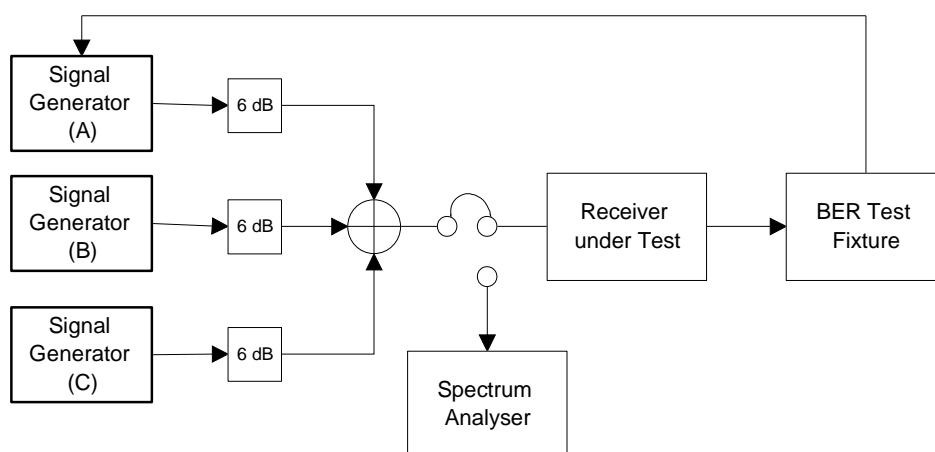 Signal
Generator
(A)
6 dB
Signal
Generator
(B)
6 dB
Receiver
under Test
BER Test
Fixture
Signal
Generator
(C)
6 dB
Spectrum
Analyser